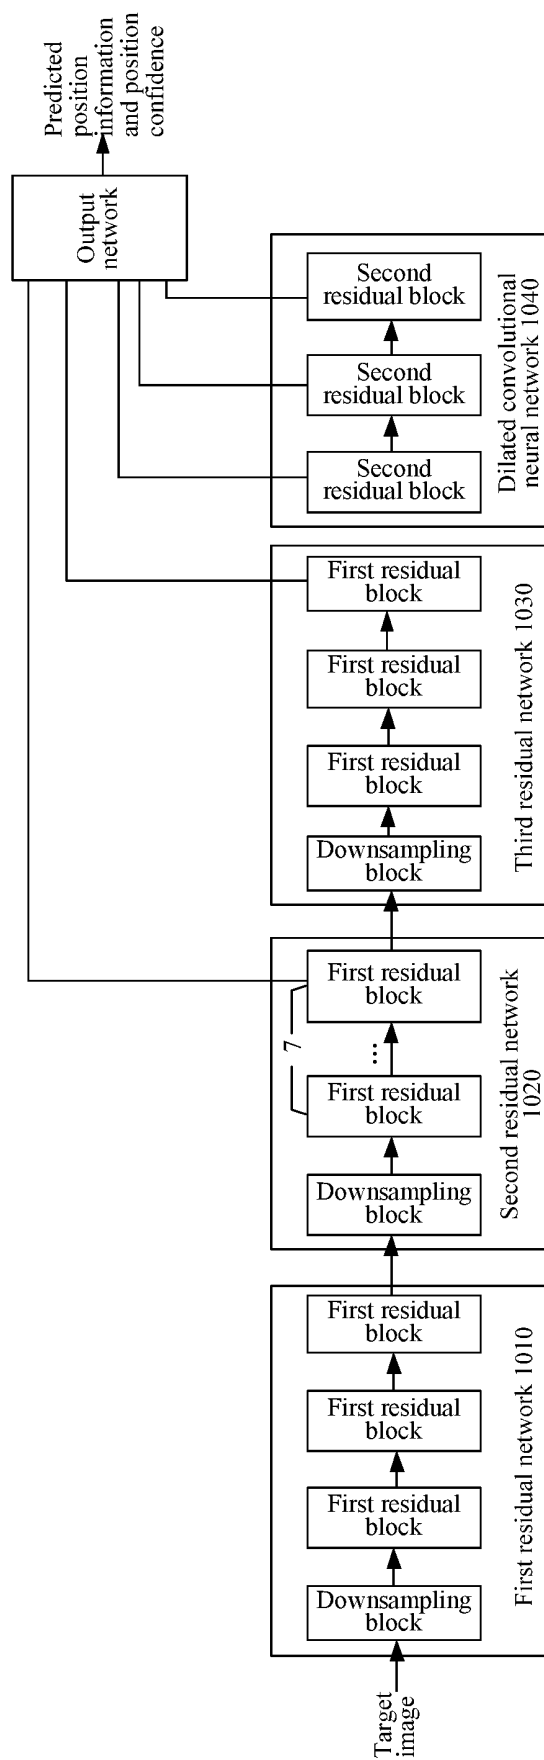 Target
image
Downsampling
block
First residual
block
First residual
block
First residual
block
First residual network 1010
Downsampling
block
First residual
block
...
7
First residual
block
Second residual network
1020
Downsampling
block
First residual
block
First residual
block
First residual
block
Third residual network 1030
Second
residual block
Second
residual block
Second
residual block
Dilated convolutional
neural network 1040
Output
network
Predicted
position
information
and position
confidence